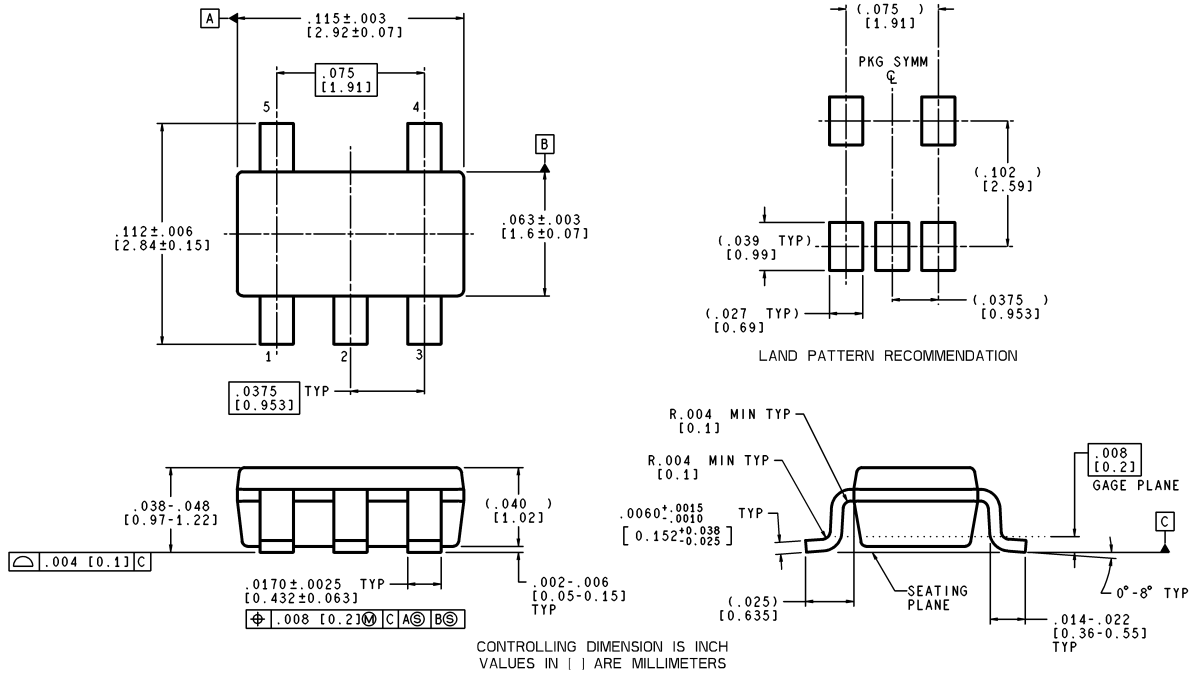 A
.115±.003
[2.92±0.07]
.075
[1.91]
5
4
B
.112±.006
[2.84±0.15]
.063±.003
[1.6±0.07]
1
2
3
.0375 TYP
[0.953]
(.075 )
[1.91]
PKG SYMM
℄
(.102 )
[2.59]
(.039 TYP)
[0.99]
(.027 TYP)
[0.69]
(.0375 )
[0.953]
LAND PATTERN RECOMMENDATION
.038-.048
[0.97-1.22]
(.040 )
[1.02]
⌓ .004 [0.1] C
.0170±.0025 TYP
[0.432±0.063]
⌖ .008 [0.2]Ⓜ C AⓈ BⓈ
.002-.006
[0.05-0.15]
TYP
R.004 MIN TYP
[0.1]
R.004 MIN TYP
[0.1]
.0060+.0015 -.0010 TYP
[0.152+0.038 -0.025]
.008
[0.2]
GAGE PLANE
C
0°-8° TYP
SEATING
PLANE
(.025)
[0.635]
.014-.022
[0.36-0.55]
TYP
CONTROLLING DIMENSION IS INCH
VALUES IN [ ] ARE MILLIMETERS